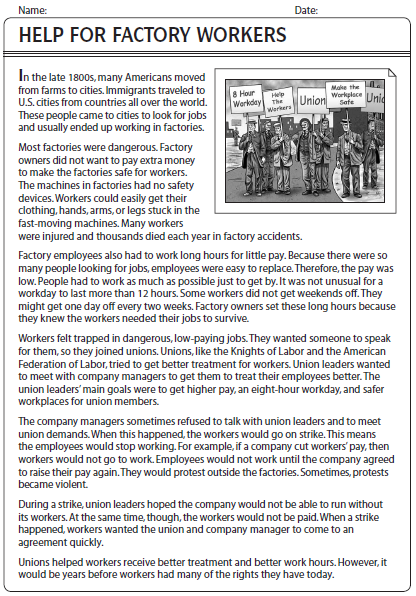 Name:
Date:
HELP FOR FACTORY WORKERS
In the late 1800s, many Americans moved
from farms to cities. Immigrants traveled to
U.S. cities from countries all over the world.
These people came to cities to look for jobs
and usually ended up working in factories.
8 Hour
Workday
Help
The
Workers
Union
Make the
Workplace
Safe
Unio
Most factories were dangerous. Factory
owners did not want to pay extra money
to make the factories safe for workers.
The machines in factories had no safety
devices. Workers could easily get their
clothing, hands, arms, or legs stuck in the
fast-moving machines. Many workers
were injured and thousands died each year in factory accidents.
Factory employees also had to work long hours for little pay. Because there were so
many people looking for jobs, employees were easy to replace. Therefore, the pay was
low. People had to work as much as possible just to get by. It was not unusual for a
workday to last more than 12 hours. Some workers did not get weekends off. They
might get one day off every two weeks. Factory owners set these long hours because
they knew the workers needed their jobs to survive.
Workers felt trapped in dangerous, low-paying jobs. They wanted someone to speak
for them, so they joined unions. Unions, like the Knights of Labor and the American
Federation of Labor, tried to get better treatment for workers. Union leaders wanted
to meet with company managers to get them to treat their employees better. The
union leaders' main goals were to get higher pay, an eight-hour workday, and safer
workplaces for union members.
The company managers sometimes refused to talk with union leaders and to meet
union demands. When this happened, the workers would go on strike. This means
the employees would stop working. For example, if a company cut workers' pay, then
workers would not go to work. Employees would not work until the company agreed
to raise their pay again. They would protest outside the factories. Sometimes, protests
became violent.
During a strike, union leaders hoped the company would not be able to run without
its workers. At the same time, though, the workers would not be paid. When a strike
happened, workers wanted the union and company manager to come to an
agreement quickly.
Unions helped workers receive better treatment and better work hours. However, it
would be years before workers had many of the rights they have today.